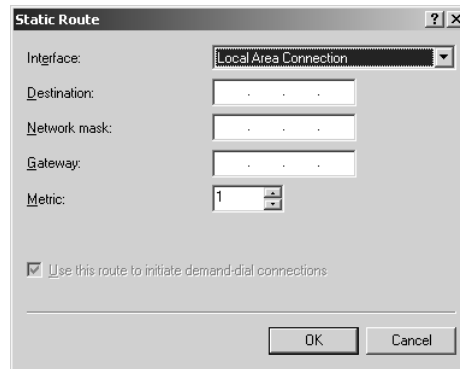 Static Route
Interface: Local Area Connection
Destination: . . .
Network mask: . . .
Gateway: . . .
Metric: 1
Use this route to initiate demand-dial connections
OK Cancel